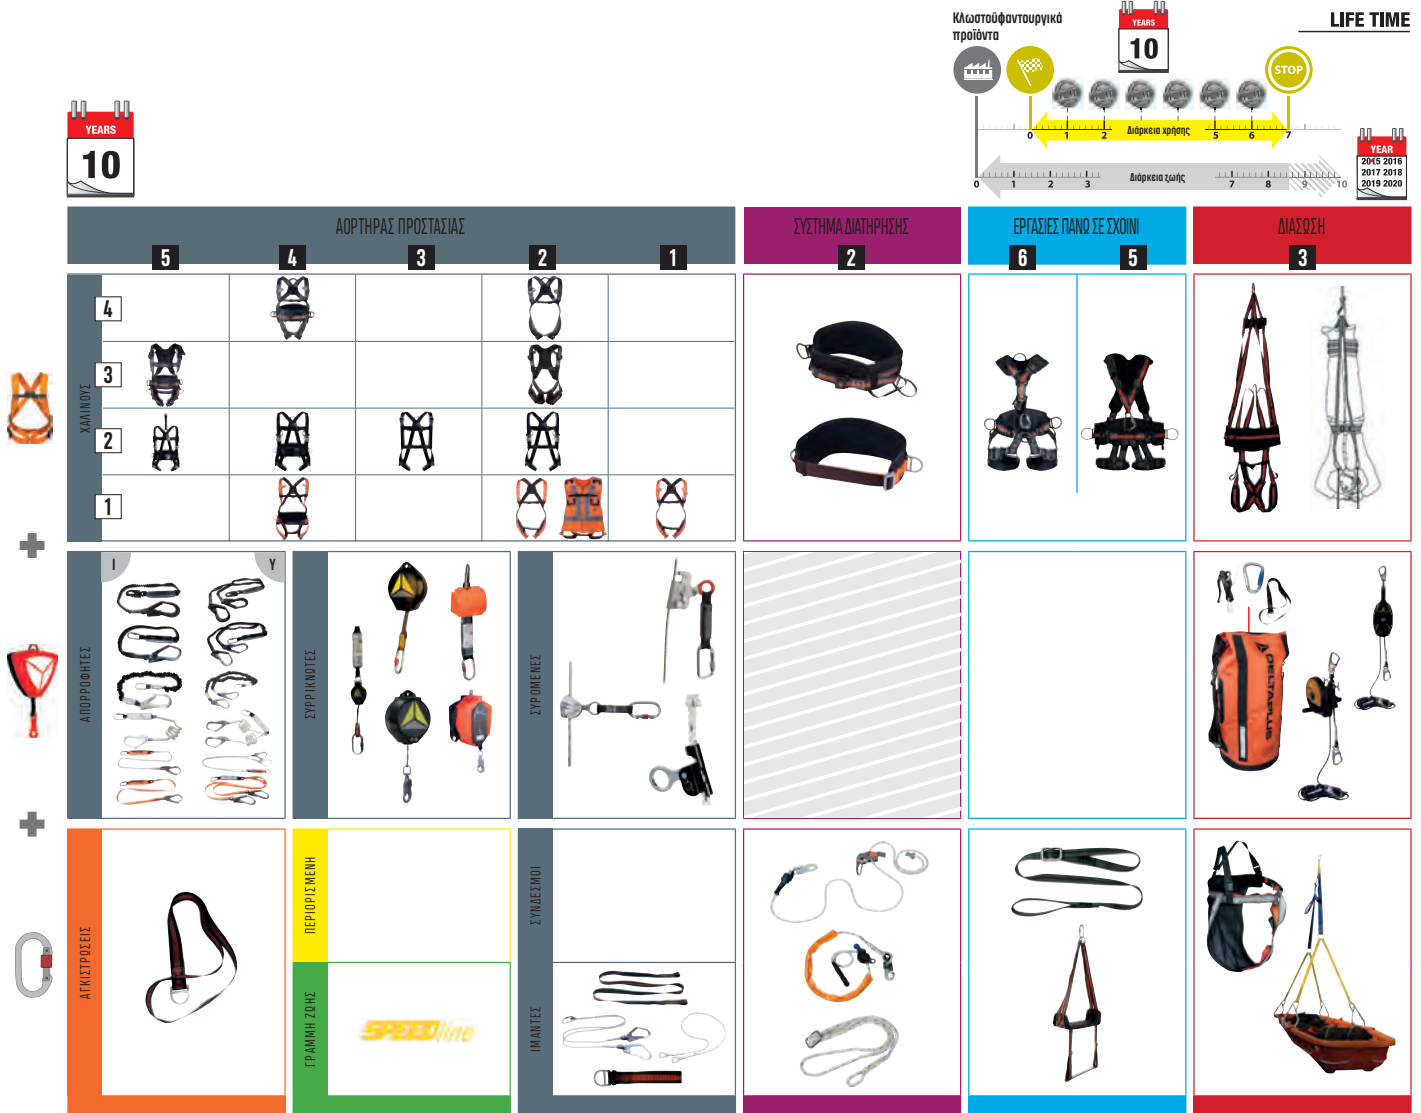 Κλωστοϋφαντουργικά
προϊόντα
YEARS
10
LIFE TIME
STOP
0 1 2 Διάρκεια χρήσης 5 6 7
0 1 2 3 Διάρκεια ζωής 7 8 9 10
YEAR
2015 2016
2017 2018
2019 2020
YEARS
10
ΑΟΡΤΗΡΑΣ ΠΡΟΣΤΑΣΙΑΣ
5 4 3 2 1
ΣΥΣΤΗΜΑ ΔΙΑΤΗΡΗΣΗΣ
2
ΕΡΓΑΣΙΕΣ ΠΑΝΩ ΣΕ ΣΧΟΙΝΙ
6 5
ΔΙΑΣΩΣΗ
3
ΧΑΛΙΝΟΥΣ
4
3
2
1
ΑΠΟΡΡΟΦΗΤΕΣ
I Y
ΣΥΡΡΙΚΝΩΤΕΣ
ΣΥΡΟΜΕΝΕΣ
DELTAPLUS
ΑΓΚΙΣΤΡΩΣΕΙΣ
ΠΕΡΙΟΡΙΣΜΕΝΗ
ΓΡΑΜΜΗ ΖΩΗΣ
SPEEDline
ΣΥΝΔΕΣΜΟΙ
ΙΜΑΝΤΕΣ